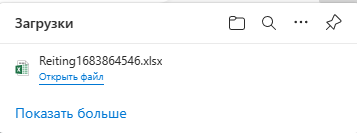 Загрузки
Reiting1683864546.xlsx
Открыть файл
Показать больше